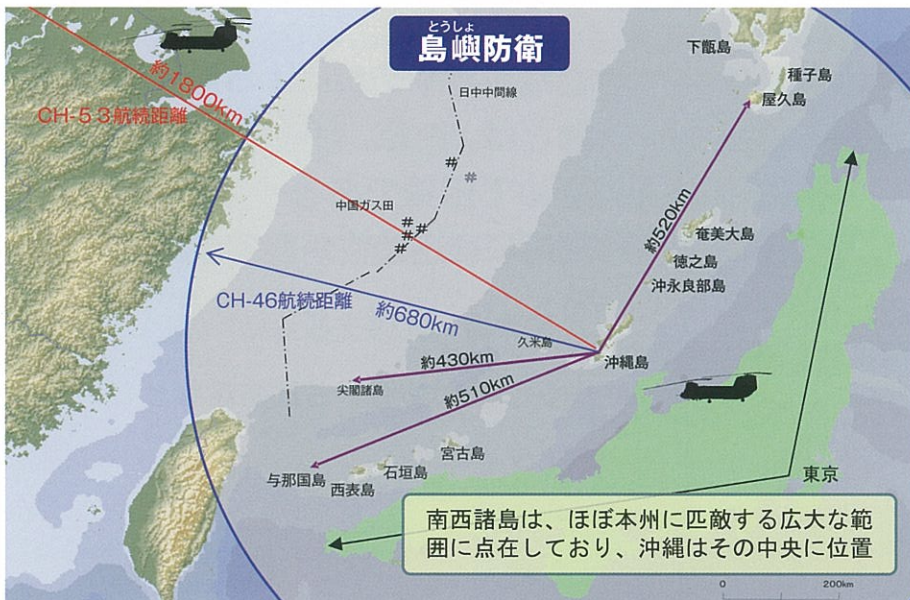 とうしょ
島嶼防衛
下甑島
種子島
屋久島
約1800km
CH-53航続距離
日中中間線
中国ガス田
約520km
奄美大島
徳之島
沖永良部島
CH-46航続距離
約680km
久米島
沖縄島
約430km
尖閣諸島
約510km
宮古島
石垣島
西表島
与那国島
東京
南西諸島は、ほぼ本州に匹敵する広大な範
囲に点在しており、沖縄はその中央に位置
0 200km